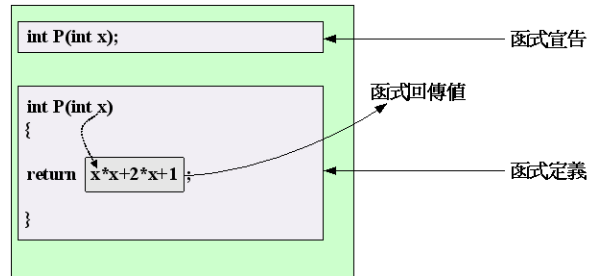 int P(int x);
函式宣告
int P(int x)
函式回傳值
{
return x*x+2*x+1 ;
函式定義
}